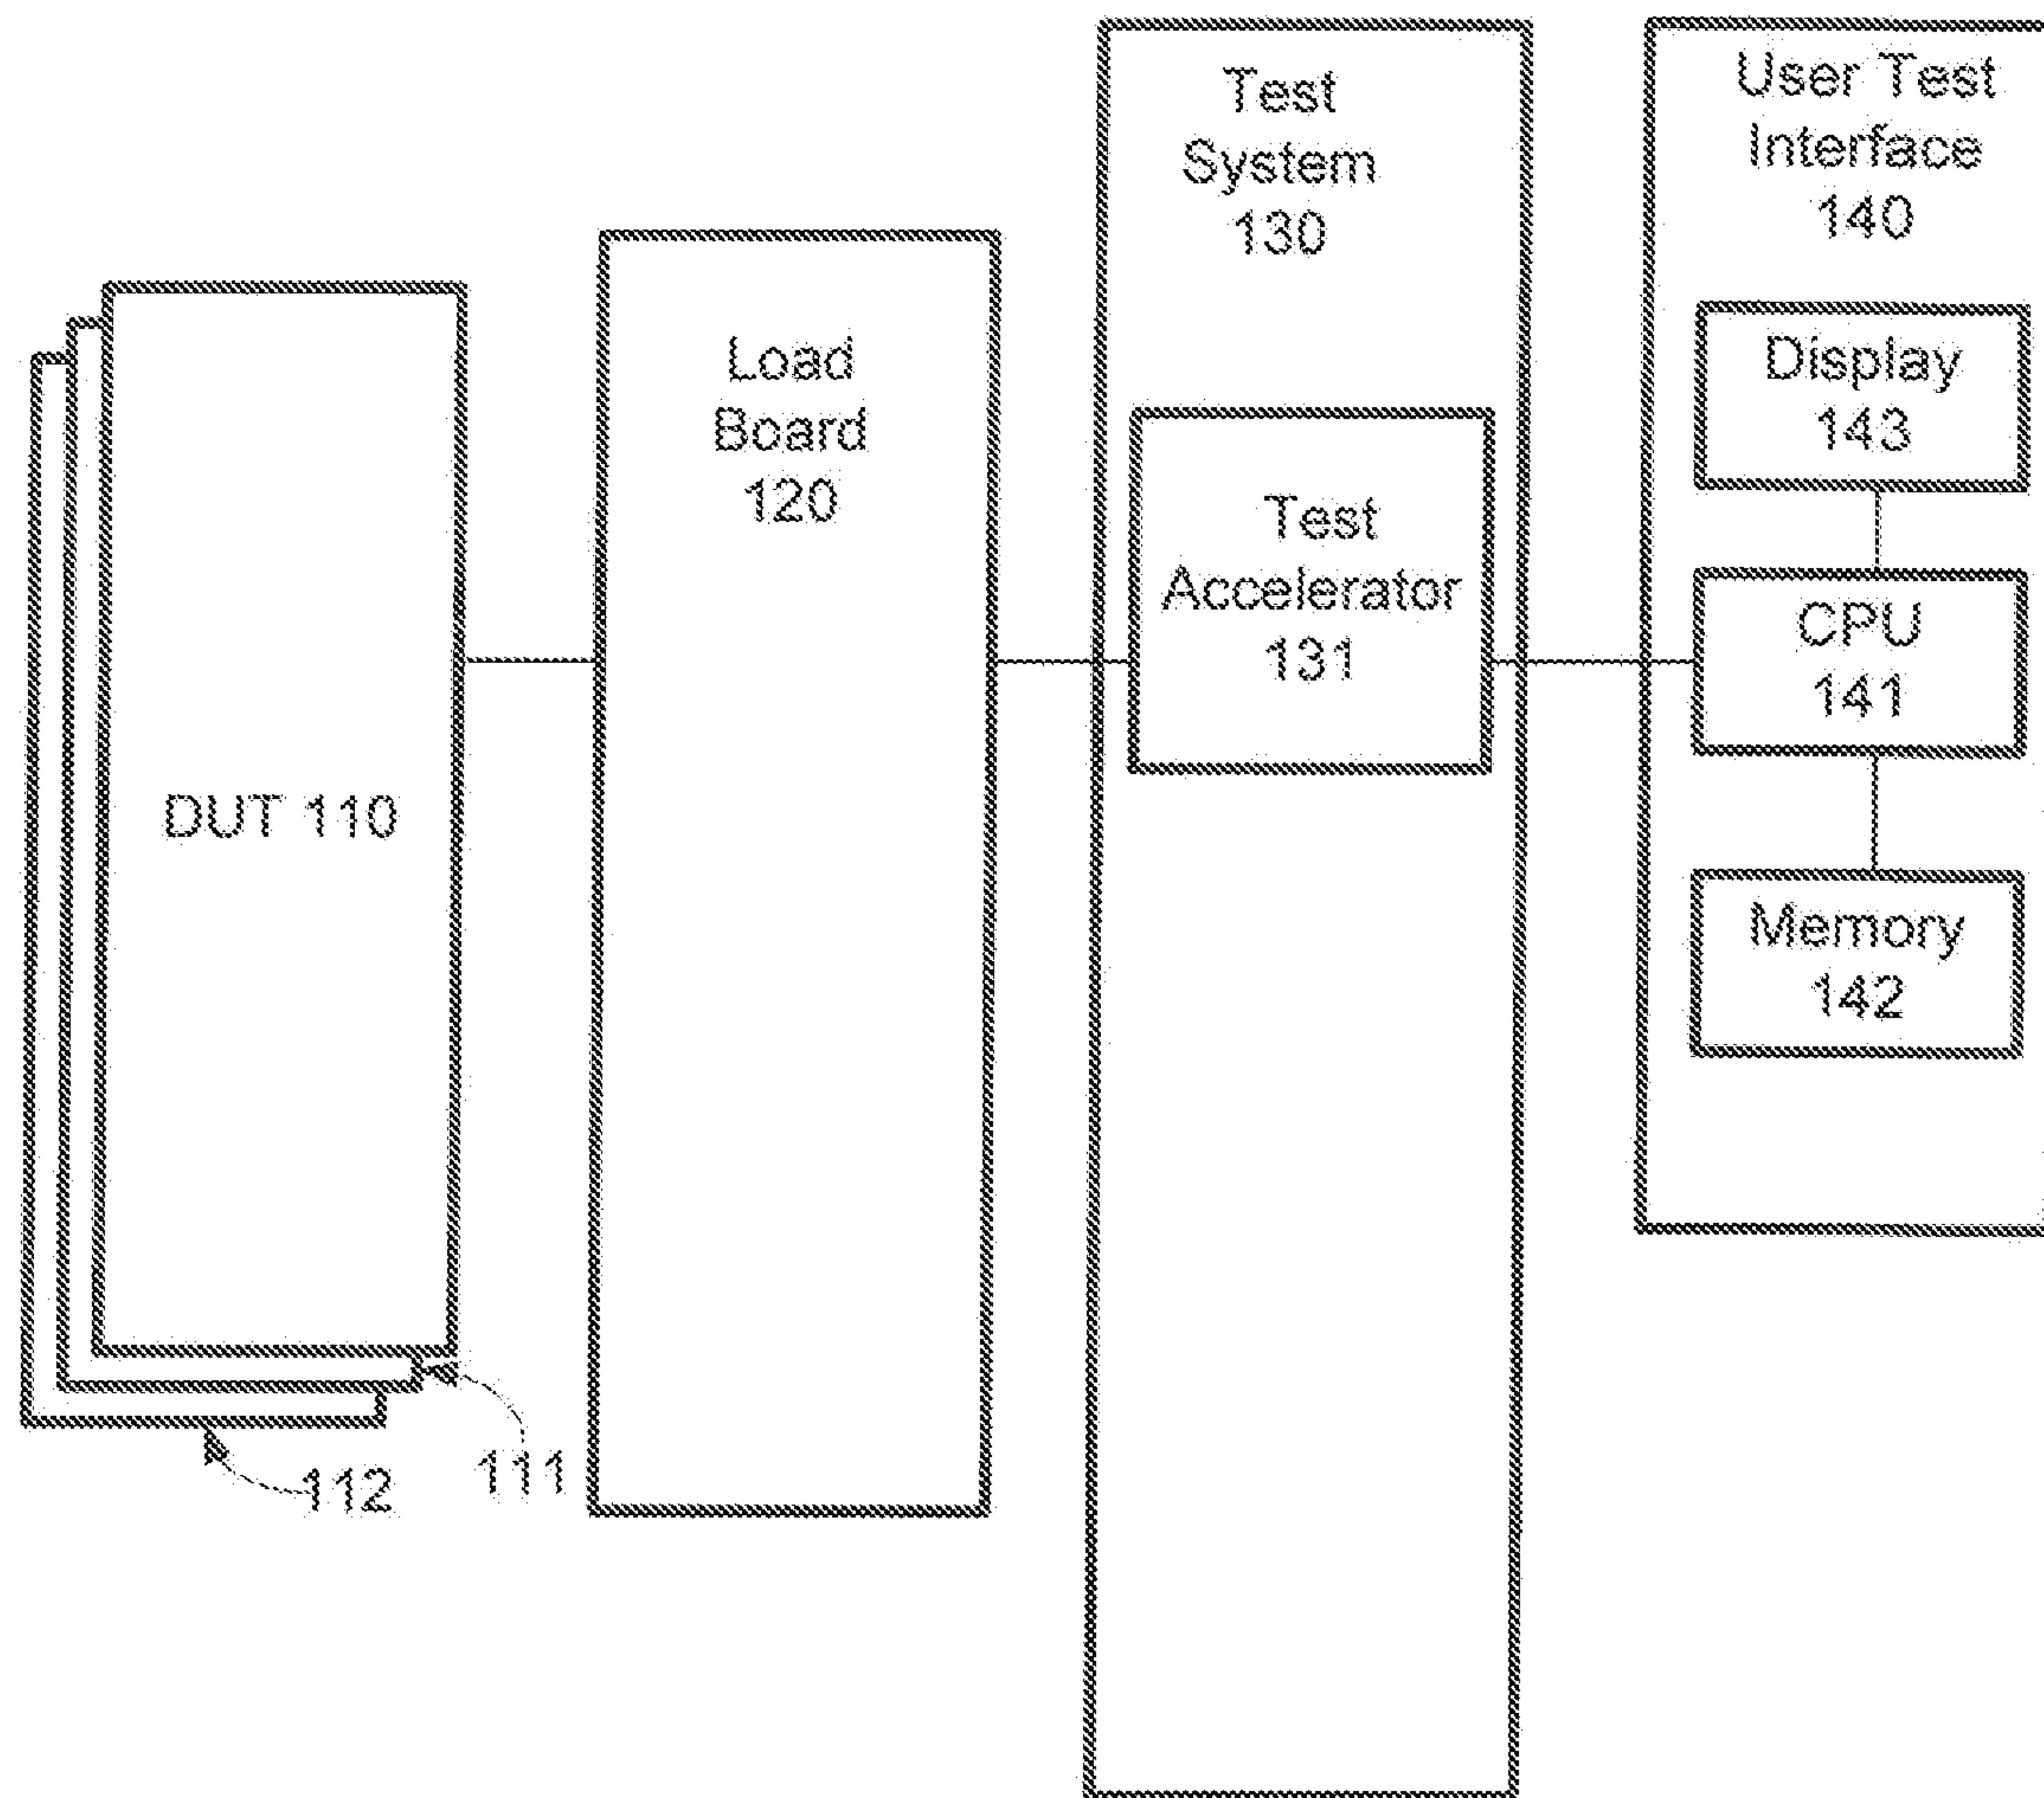 Test
System
130
User Test
Interface
140
Load
Board
120
Display
143
Test
Accelerator
131
CPU
141
DUT 110
Memory
142
111
112